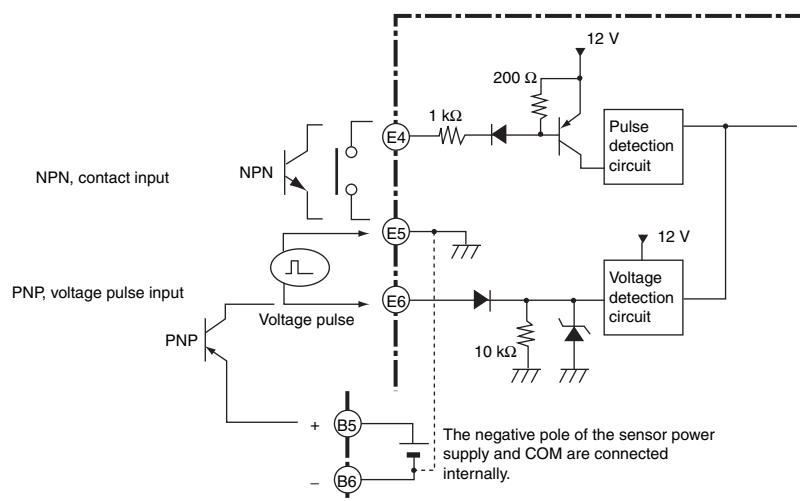 12 V
200 Ω
1 kΩ
E4
Pulse
detection
circuit
NPN, contact input
NPN
E5
12 V
PNP, voltage pulse input
E6
Voltage
detection
circuit
Voltage pulse
PNP
10 kΩ
+
B5
The negative pole of the sensor power
supply and COM are connected
internally.
–
B6